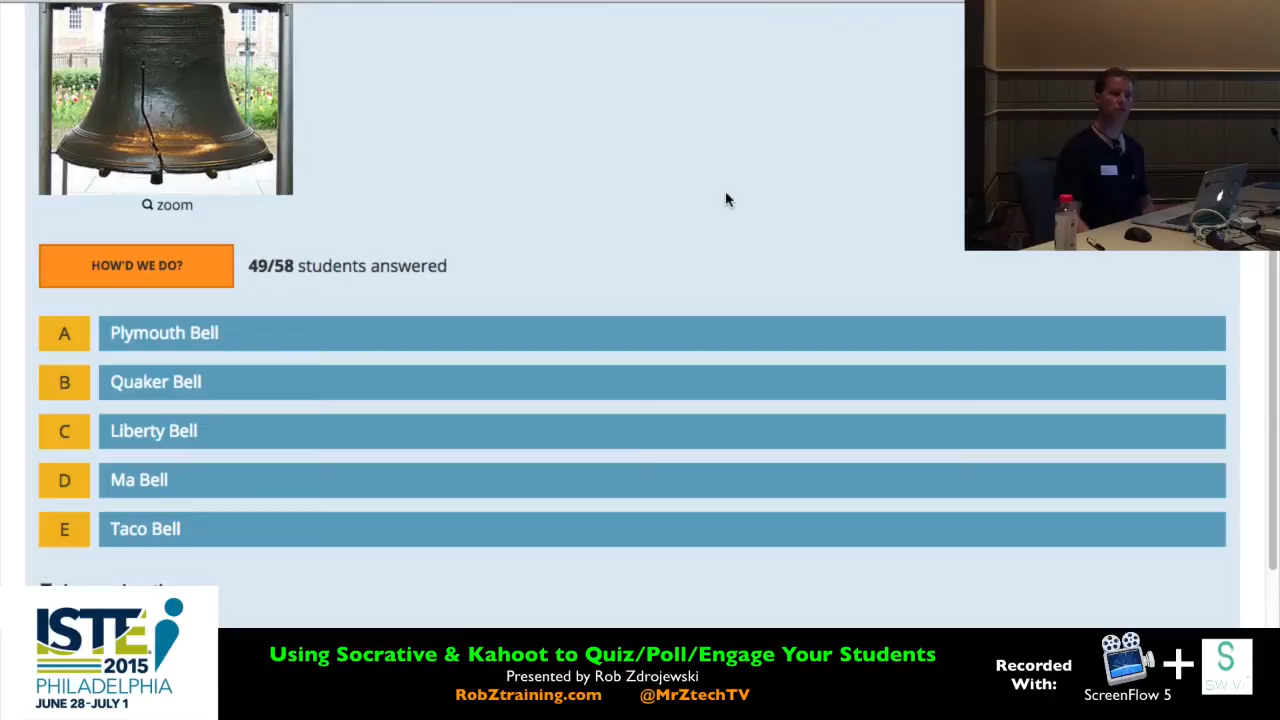 zoom
HOW'D WE DO?
49/58 students answered
A Plymouth Bell
B Quaker Bell
C Liberty Bell
D Ma Bell
E Taco Bell
ISTE
2015
PHILADELPHIA
JUNE 28-JULY 1
Using Socrative & Kahoot to Quiz/Poll/Engage Your Students
Presented by Rob Zdrojewski
RobZtraining.com @MrZtechTV
Recorded
With:
ScreenFlow 5
S